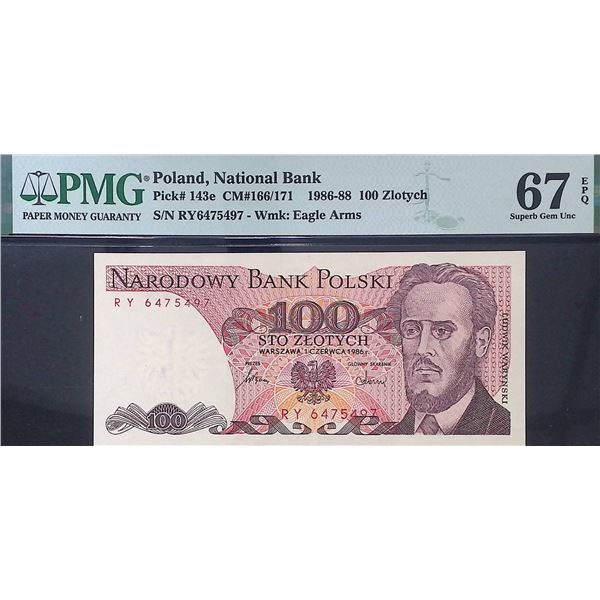 PMG®
PAPER MONEY GUARANTY
Poland, National Bank
Pick# 143e CM#166/171 1986-88 100 Zlotych
S/N RY6475497 - Wmk: Eagle Arms
67 EPQ
Superb Gem Unc
NARODOWY BANK POLSKI
RY 6475497
100
STO ZŁOTYCH
WARSZAWA, 1 CZERWCA 1986 r.
PREZES
GŁÓWNY SKARBNIK
RY 6475497
100
LUDWIK WARYŃSKI